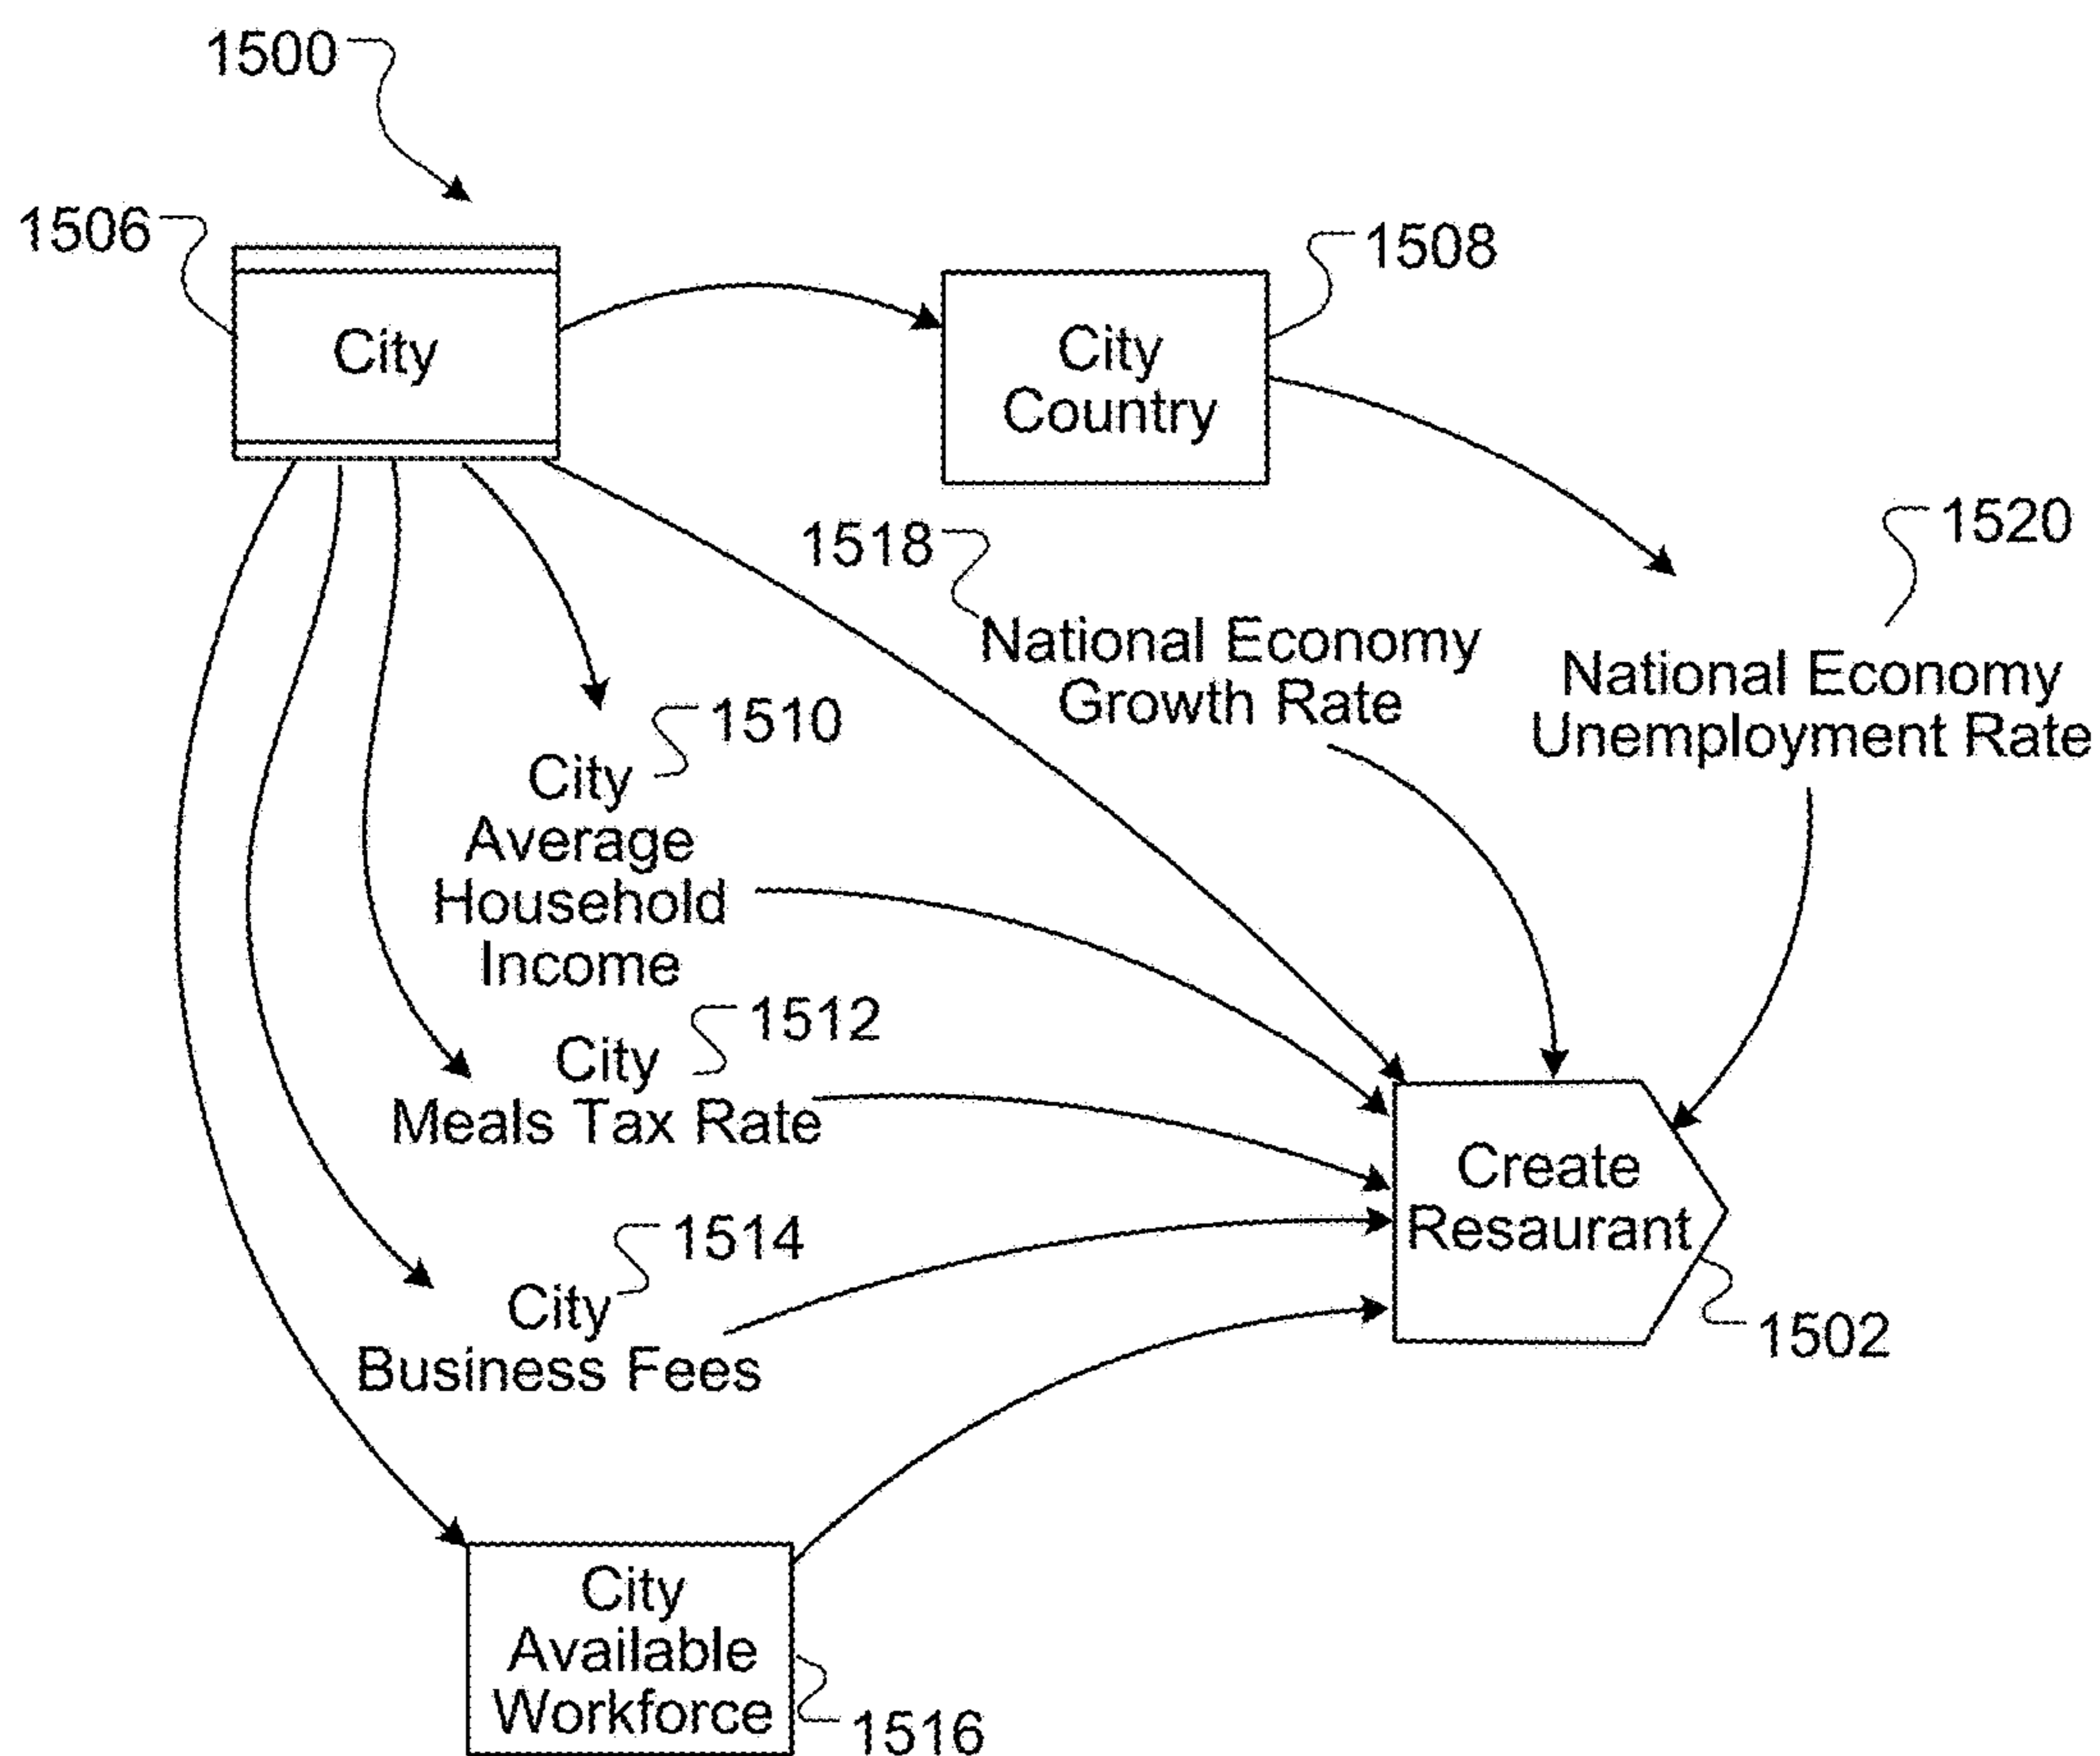 1500
1506
City
1508
City
Country
1518
National Economy
Growth Rate
1520
National Economy
Unemployment Rate
1510
City
Average
Household
Income
1512
City
Meals Tax Rate
1514
City
Business Fees
Create
Resaurant
1502
City
Available
Workforce
1516